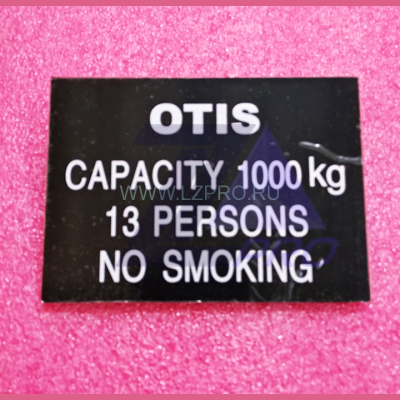 OTIS
CAPACITY 1000 kg
WWW.LZPRO.RU
13 PERSONS
NO SMOKING